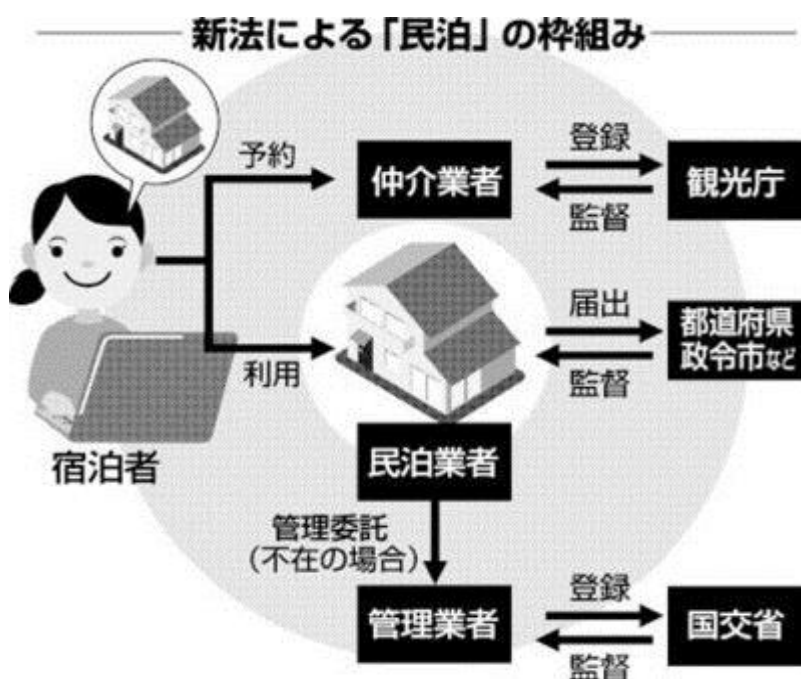 新法による「民泊」の枠組み
予約
仲介業者
登録
監督
観光庁
利用
届出
監督
都道府県
政令市など
宿泊者
民泊業者
管理委託
(不在の場合)
管理業者
登録
監督
国交省